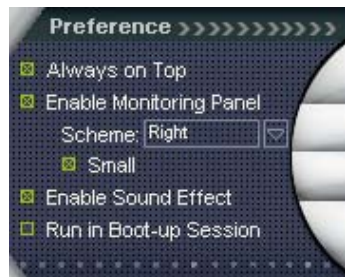 Preference >>>>>>>>>>>
Always on Top
Enable Monitoring Panel
Scheme: Right
Small
Enable Sound Effect
Run in Boot-up Session